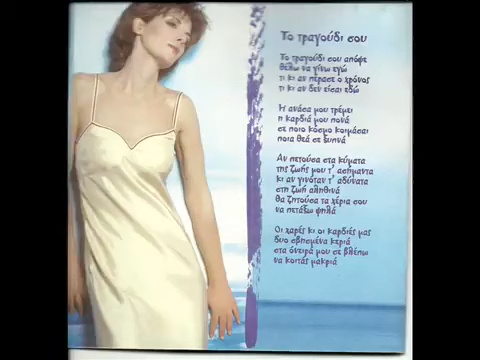 Το τραγούδι σου
Το τραγούδι σου απόψε
θέλω να γίνω εγώ
τι κι αν πέρασε ο χρόνος
τι κι αν δεν είσαι εδώ
Η ανάσα μου τρέμει
η καρδιά μου πονά
σε ποιο κόσμο κοιμάσαι
ποια θεά σε ξυπνά
Αν πετούσα στα κύματα
της ζωής μου τ' ασήμαντα
κι αν γινόταν τ' αδύνατα
στη ζωή αληθινά
θα ζητούσα τα χέρια σου
να πετάξω ψηλά
Οι χαρές κι οι καρδιές μας
δυο σβησμένα κεριά
στα όνειρά μου σε βλέπω
να κοιτάς μακριά